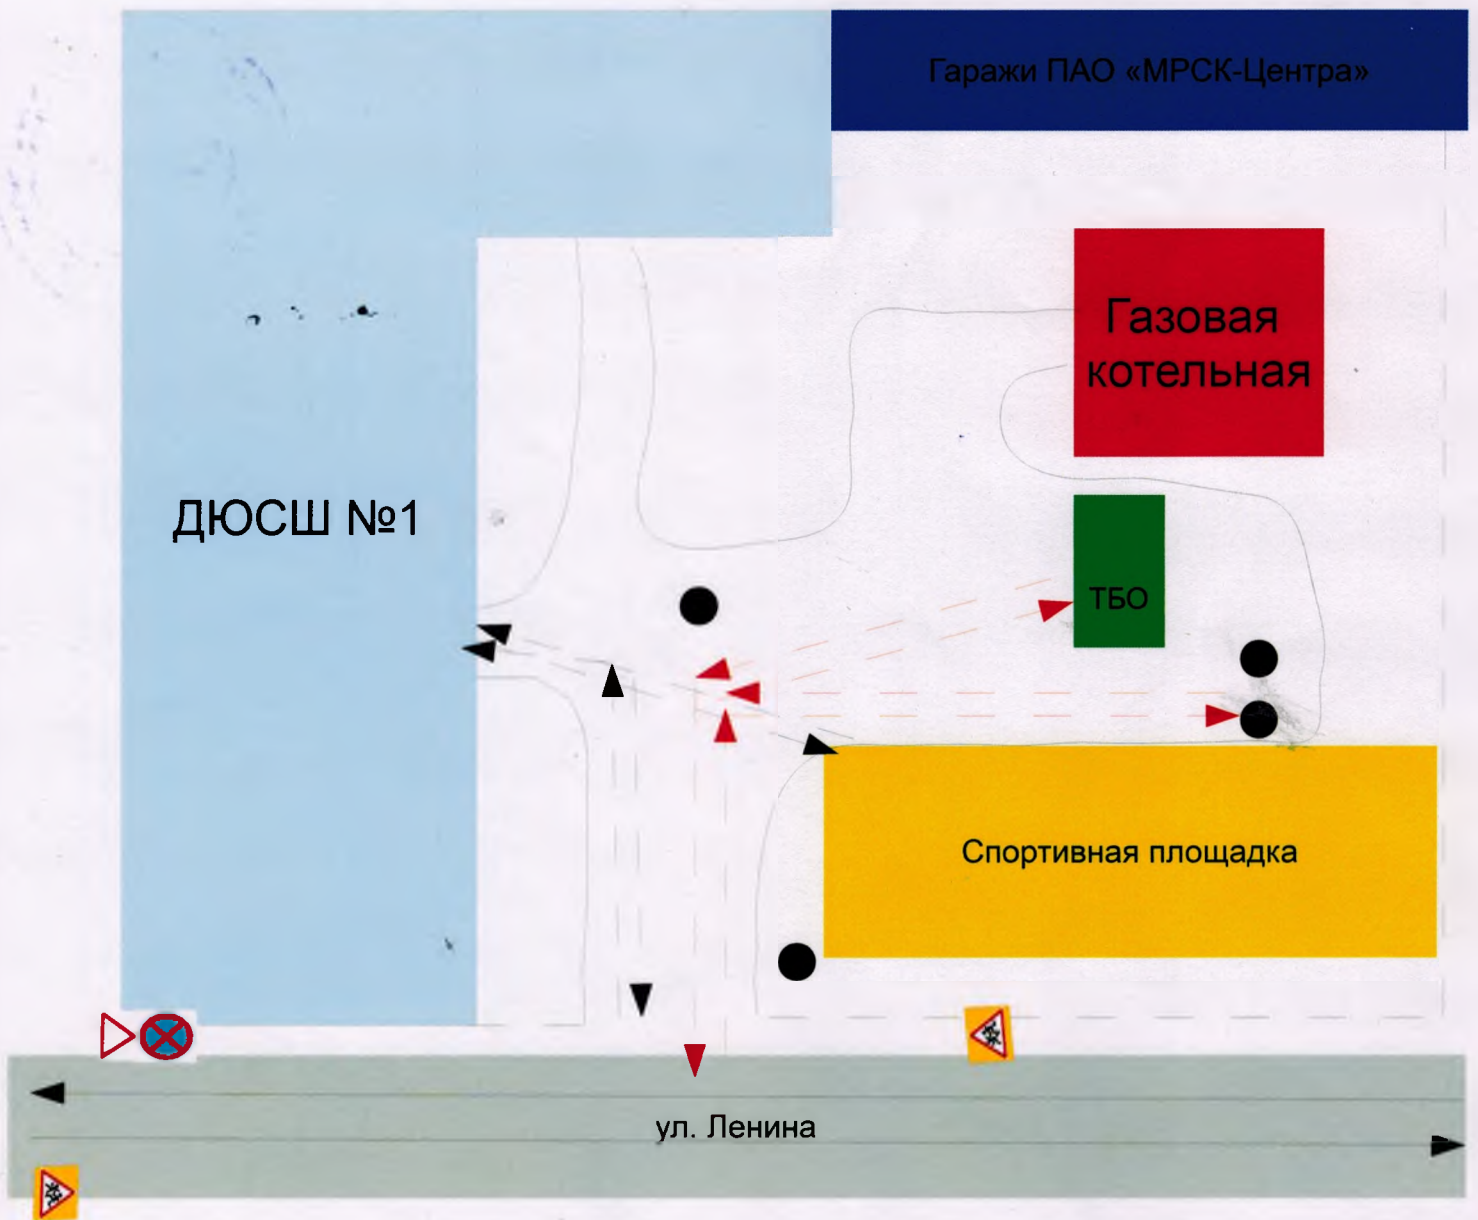 Гаражи ПАО «МРСК-Центра»
Газовая
котельная
ДЮСШ №1
ТБО
Спортивная площадка
ул. Ленина